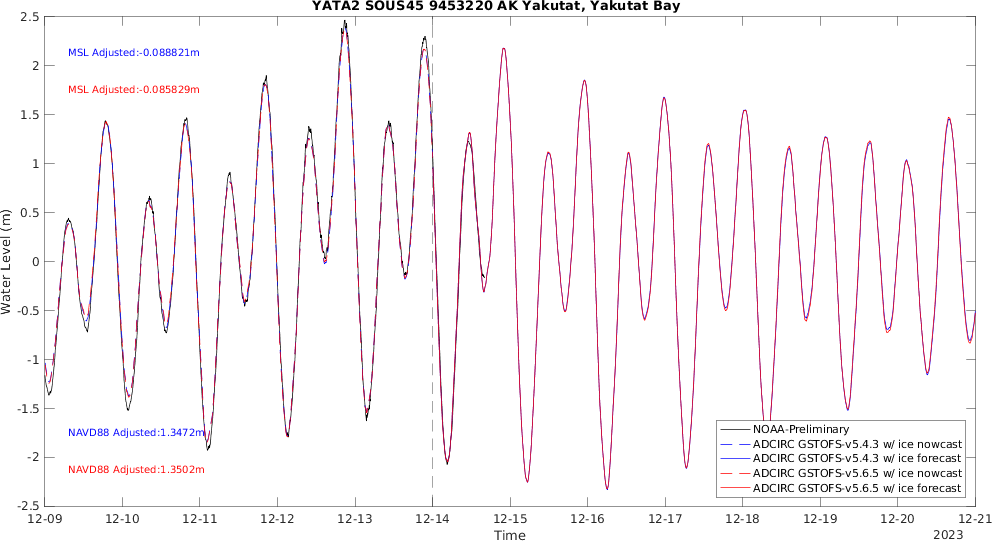 YATA2 SOUS45 9453220 AK Yakutat, Yakutat Bay
2.5
2
1.5
1
0.5
0
-0.5
-1
-1.5
-2
-2.5
Water Level (m)
MSL Adjusted:-0.088821m
MSL Adjusted:-0.085829m
NAVD88 Adjusted:1.3472m
NAVD88 Adjusted:1.3502m
NOAA-Preliminary
ADCIRC GSTOFS-v5.4.3 w/ ice nowcast
ADCIRC GSTOFS-v5.4.3 w/ ice forecast
ADCIRC GSTOFS-v5.6.5 w/ ice nowcast
ADCIRC GSTOFS-v5.6.5 w/ ice forecast
12-09 12-10 12-11 12-12 12-13 12-14 12-15 12-16 12-17 12-18 12-19 12-20 12-21
Time
2023